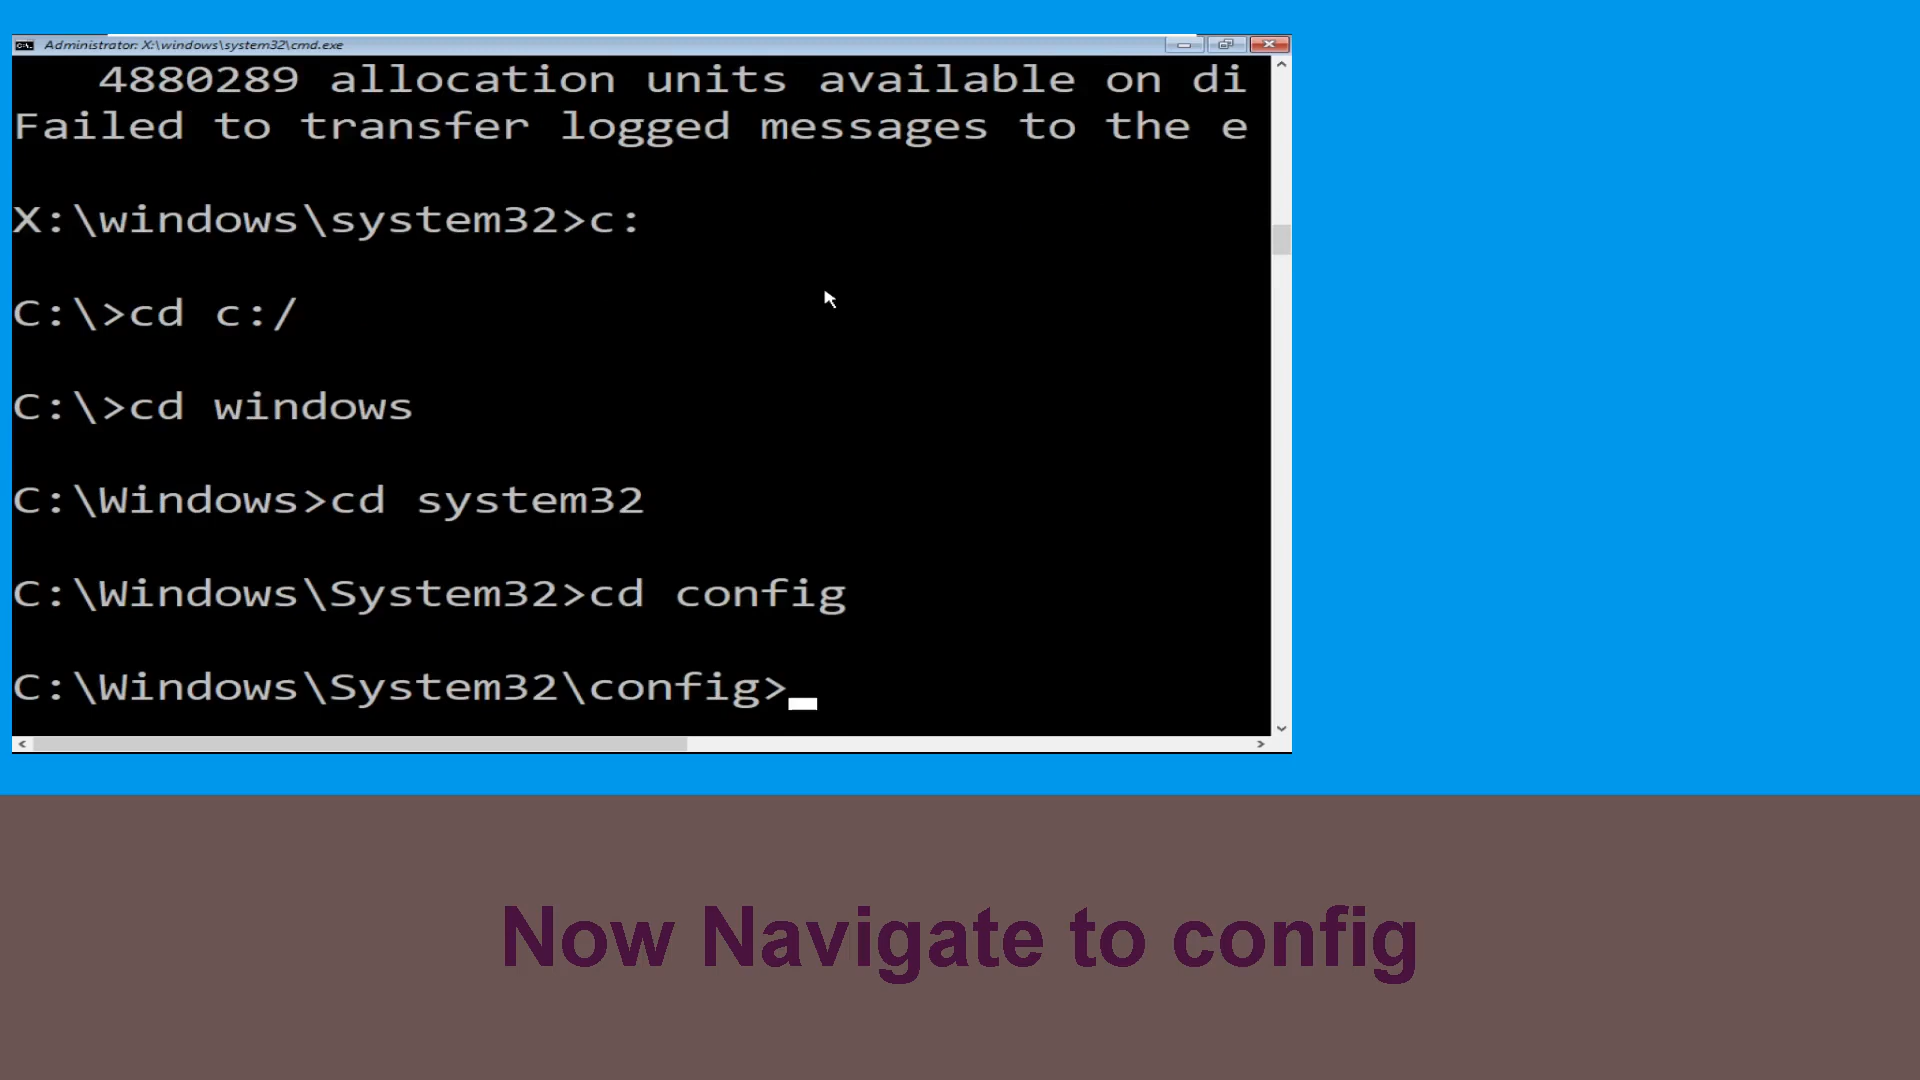 Administrator: X:\windows\system32\cmd.exe
4880289 allocation units available on di
Failed to transfer logged messages to the e
X:\windows\system32>c:
C:\>cd c:/
C:\>cd windows
C:\Windows>cd system32
C:\Windows\System32>cd config
C:\Windows\System32\config>
Now Navigate to config